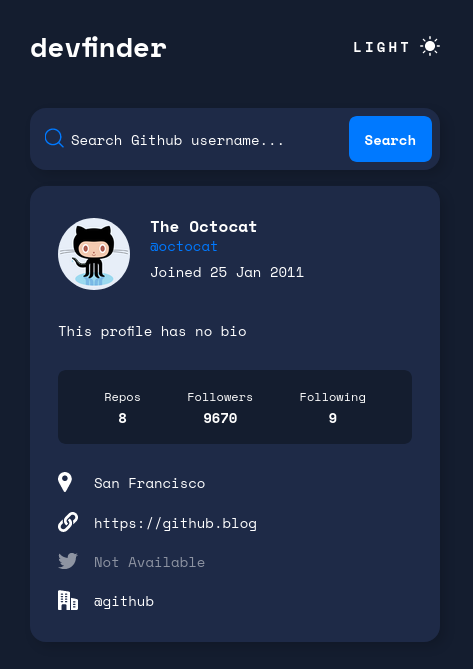 devfinder
LIGHT
Search Github username...
Search
The Octocat
@octocat
Joined 25 Jan 2011
This profile has no bio
Repos Followers Following
8 9670 9
San Francisco
https://github.blog
Not Available
@github